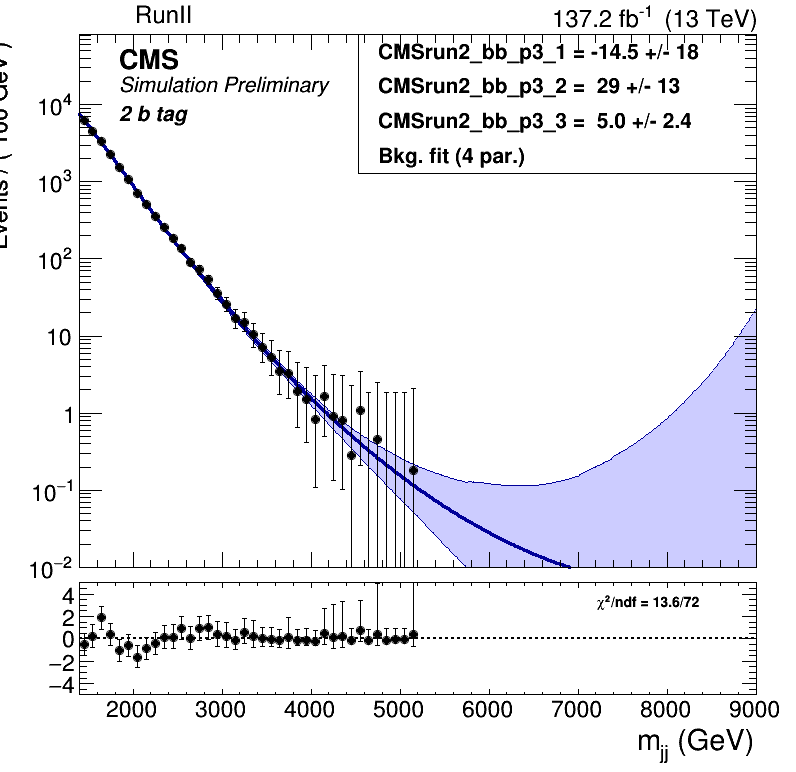 RunII
137.2 fb⁻¹ (13 TeV)
CMS
Simulation Preliminary
2 b tag
CMSrun2_bb_p3_1 = -14.5 +/- 18
CMSrun2_bb_p3_2 = 29 +/- 13
CMSrun2_bb_p3_3 = 5.0 +/- 2.4
Bkg. fit (4 par.)
10⁴
10³
10²
10
1
10⁻¹
10⁻²
χ²/ndf = 13.6/72
4
2
0
−2
−4
2000 3000 4000 5000 6000 7000 8000 9000
m_jj (GeV)